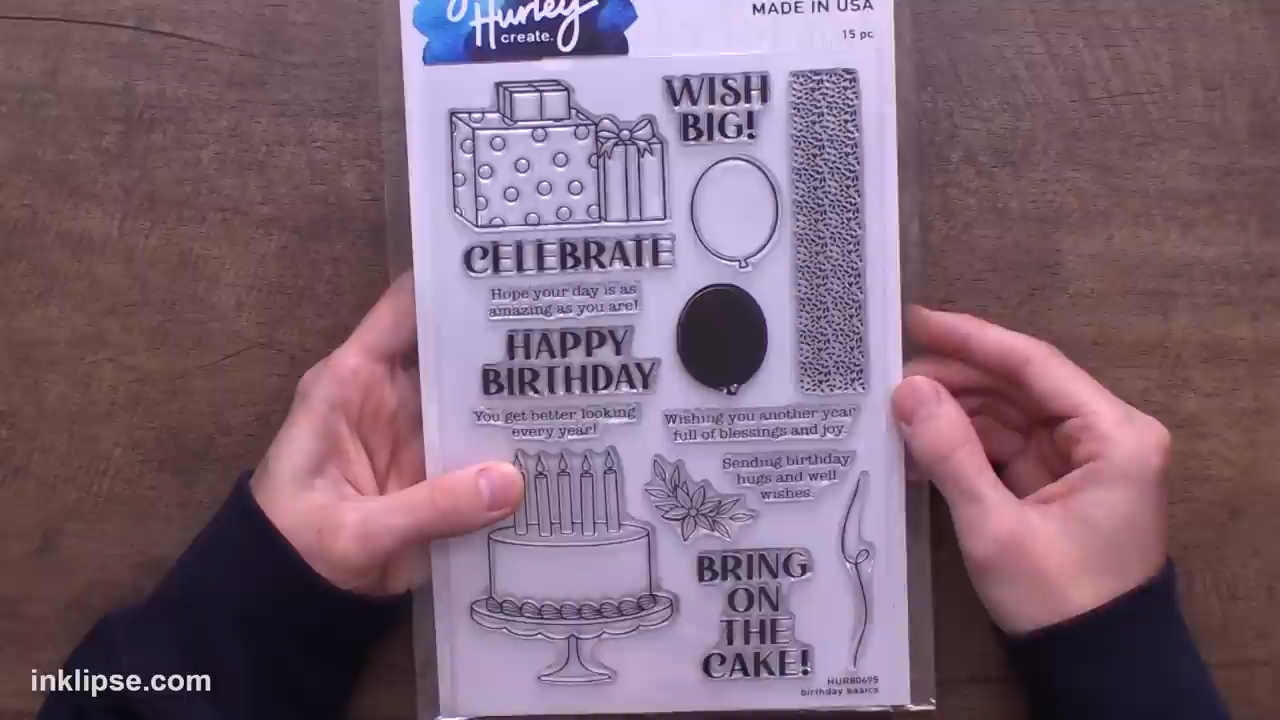 Hurley
create.
MADE IN USA
15 pc
WISH
BIG!
CELEBRATE
Hope your day is as
amazing as you are!
HAPPY
BIRTHDAY
You get better looking
every year!
Wishing you another year
full of blessings and joy.
Sending birthday
hugs and well
wishes.
BRING
ON
THE
CAKE!
HUR80695
birthday basics
inklipse.com